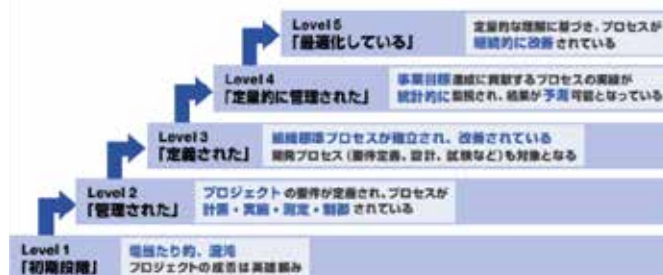 Level 5
「最適化している」
定量的な理解に基づき、プロセスが
継続的に改善されている
Level 4
「定量的に管理された」
事業目標達成に貢献するプロセスの実績が
統計的に監視され、結果が予測可能となっている
Level 3
「定義された」
組織標準プロセスが確立され、改善されている
開発プロセス（要件定義、設計、試験など）も対象となる
Level 2
「管理された」
プロジェクトの要件が定義され、プロセスが
計画・実施・測定・制御されている
Level 1
「初期段階」
場当たり的、混沌
プロジェクトの成否は英雄頼み